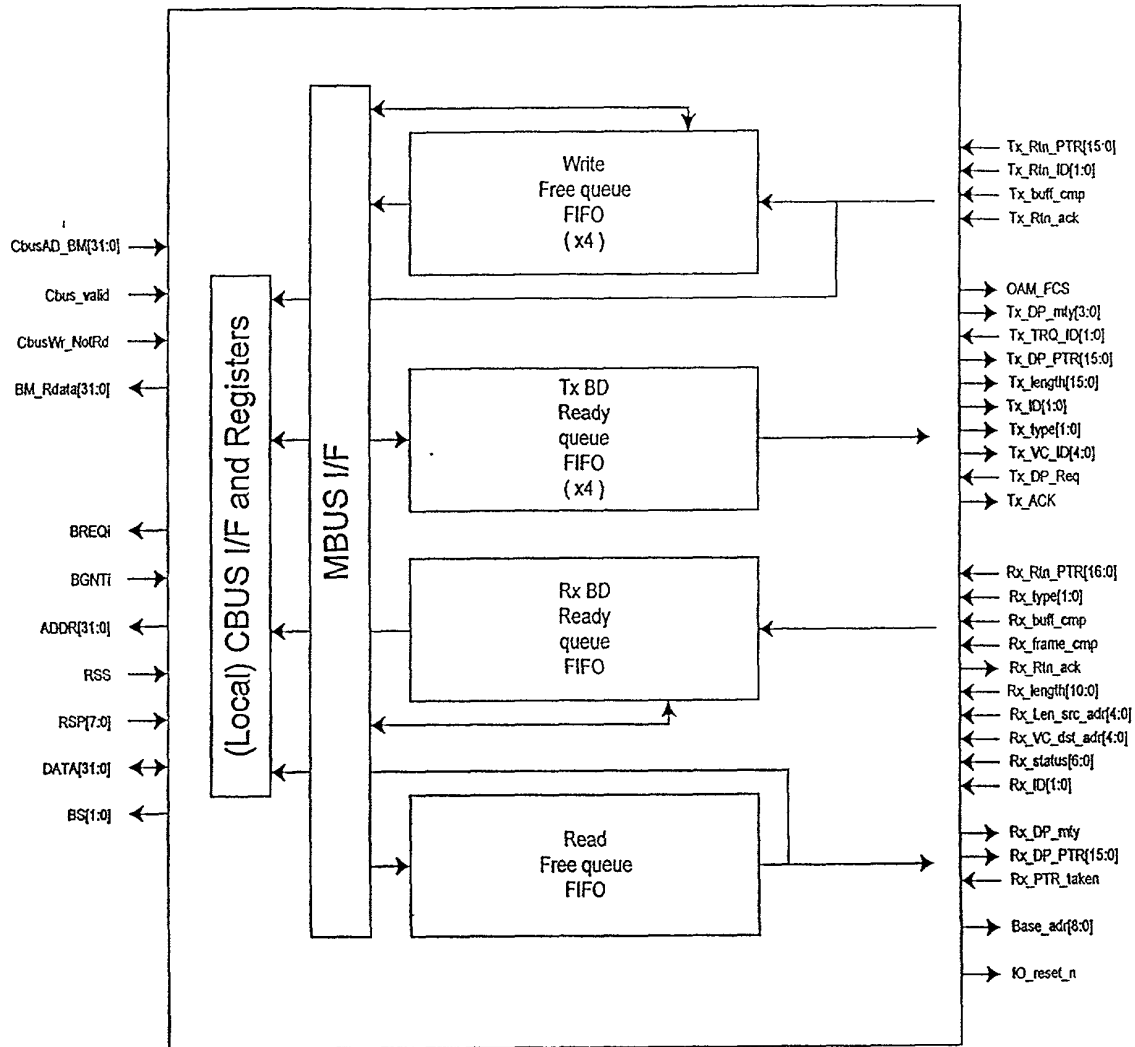 CbusAD_BM[31:0]
Cbus_valid
CbusWr_NotRd
BM_Rdata[31:0]
BREQi
BGNTi
ADDR[31:0]
RSS
RSP[7:0]
DATA[31:0]
BS[1:0]
(Local) CBUS I/F and Registers
MBUS I/F
Write
Free queue
FIFO
( x4 )
Tx BD
Ready
queue
FIFO
( x4 )
Rx BD
Ready
queue
FIFO
Read
Free queue
FIFO
Tx_Rtn_PTR[15:0]
Tx_Rtn_ID[1:0]
Tx_buff_cmp
Tx_Rtn_ack
OAM_FCS
Tx_DP_mty[3:0]
Tx_TRQ_ID[1:0]
Tx_DP_PTR[15:0]
Tx_length[15:0]
Tx_ID[1:0]
Tx_type[1:0]
Tx_VC_ID[4:0]
Tx_DP_Req
Tx_ACK
Rx_Rtn_PTR[16:0]
Rx_type[1:0]
Rx_buff_cmp
Rx_frame_cmp
Rx_Rtn_ack
Rx_length[10:0]
Rx_Len_src_adr[4:0]
Rx_VC_dst_adr[4:0]
Rx_status[6:0]
Rx_ID[1:0]
Rx_DP_mty
Rx_DP_PTR[15:0]
Rx_PTR_taken
Base_adr[8:0]
IO_reset_n